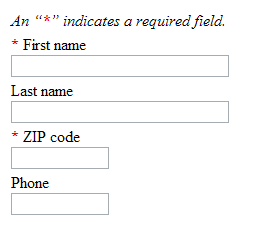 An “*” indicates a required field.
* First name
Last name
* ZIP code
Phone